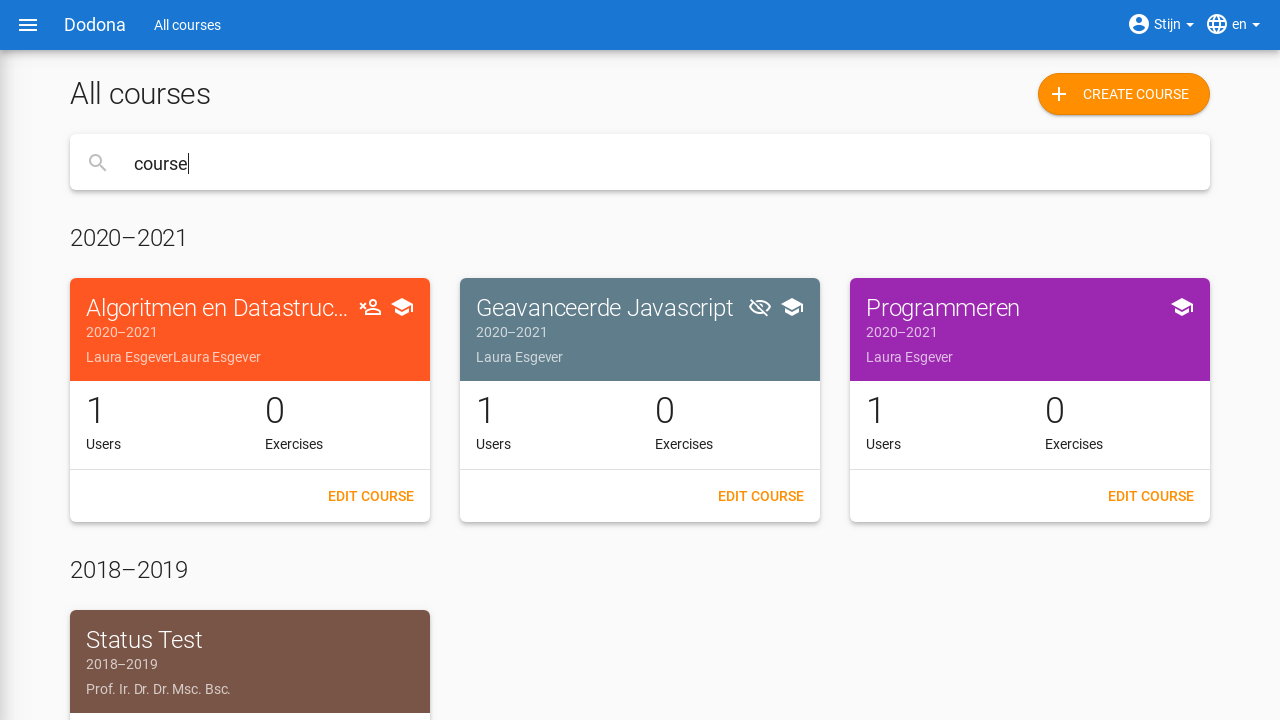 Dodona All courses Stijn en
All courses
CREATE COURSE
course
2020–2021
Algoritmen en Datastruc...
2020–2021
Laura EsgeverLaura Esgever
1 0
Users Exercises
EDIT COURSE
Geavanceerde Javascript
2020–2021
Laura Esgever
1 0
Users Exercises
EDIT COURSE
Programmeren
2020–2021
Laura Esgever
1 0
Users Exercises
EDIT COURSE
2018–2019
Status Test
2018–2019
Prof. Ir. Dr. Dr. Msc. Bsc.